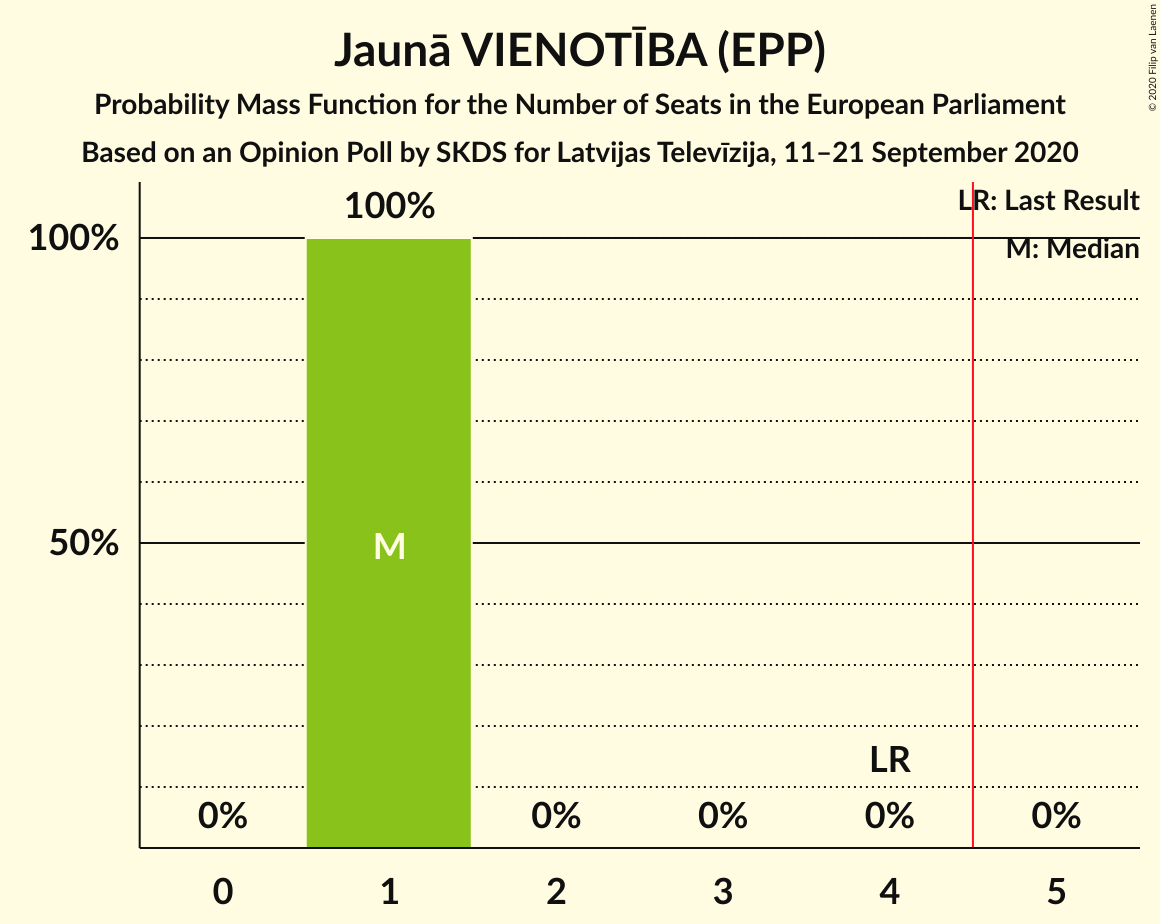 Jaunā VIENOTĪBA (EPP)
Probability Mass Function for the Number of Seats in the European Parliament
Based on an Opinion Poll by SKDS for Latvijas Televīzija, 11–21 September 2020
© 2020 Filip van Laenen
LR: Last Result
M: Median
100%
100%
50%
M
LR
0%
0%
0%
0%
0%
0
1
2
3
4
5